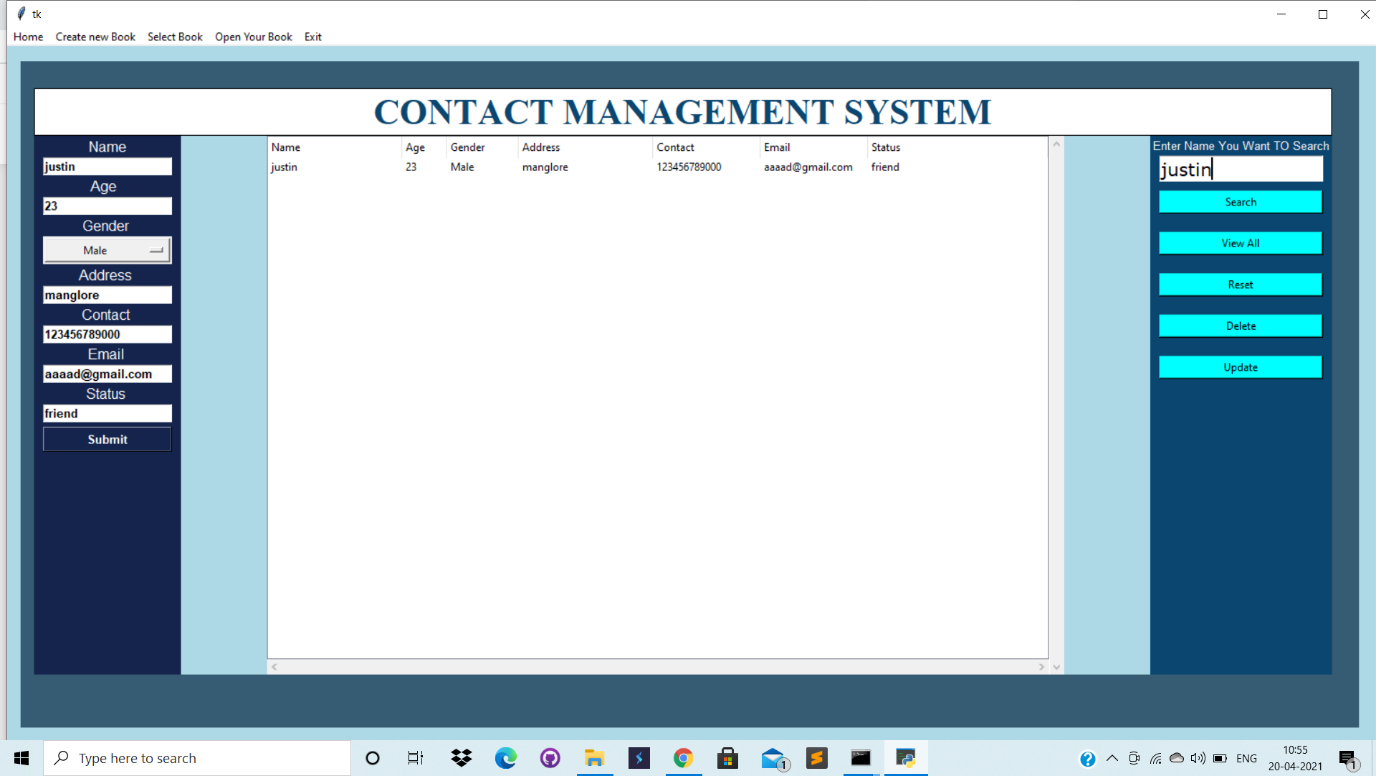 tk
Home Create new Book Select Book Open Your Book Exit
CONTACT MANAGEMENT SYSTEM
Name
justin
Age
23
Gender
Male
Address
manglore
Contact
123456789000
Email
aaaad@gmail.com
Status
friend
Submit
Name Age Gender Address Contact Email Status
justin 23 Male manglore 123456789000 aaaad@gmail.com friend
Enter Name You Want TO Search
justin
Search
View All
Reset
Delete
Update
Type here to search
1
ENG
10:55
20-04-2021
1